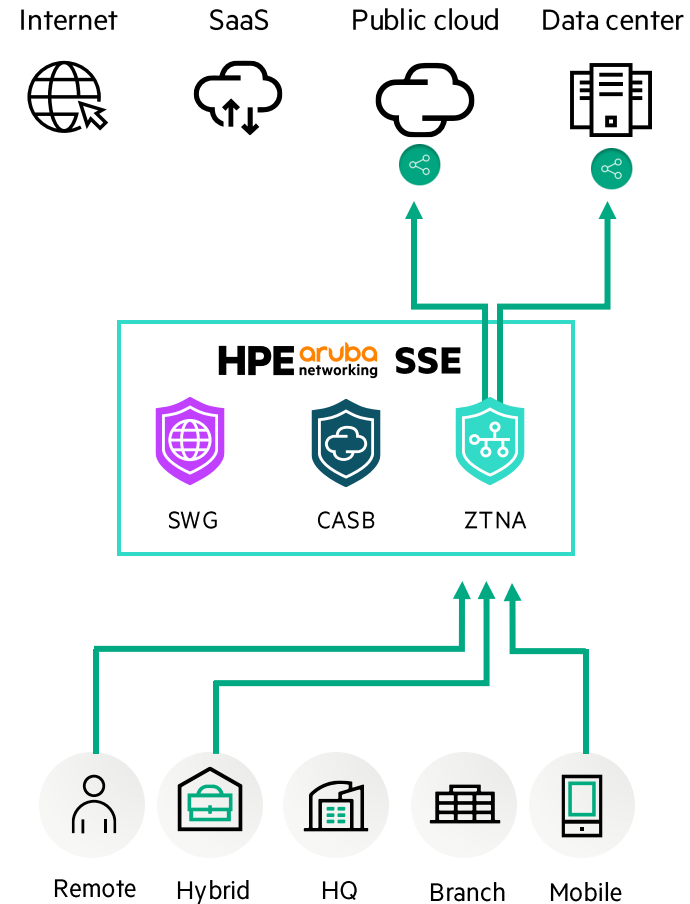 Internet SaaS Public cloud Data center
HPE aruba networking SSE
SWG CASB ZTNA
Remote Hybrid HQ Branch Mobile